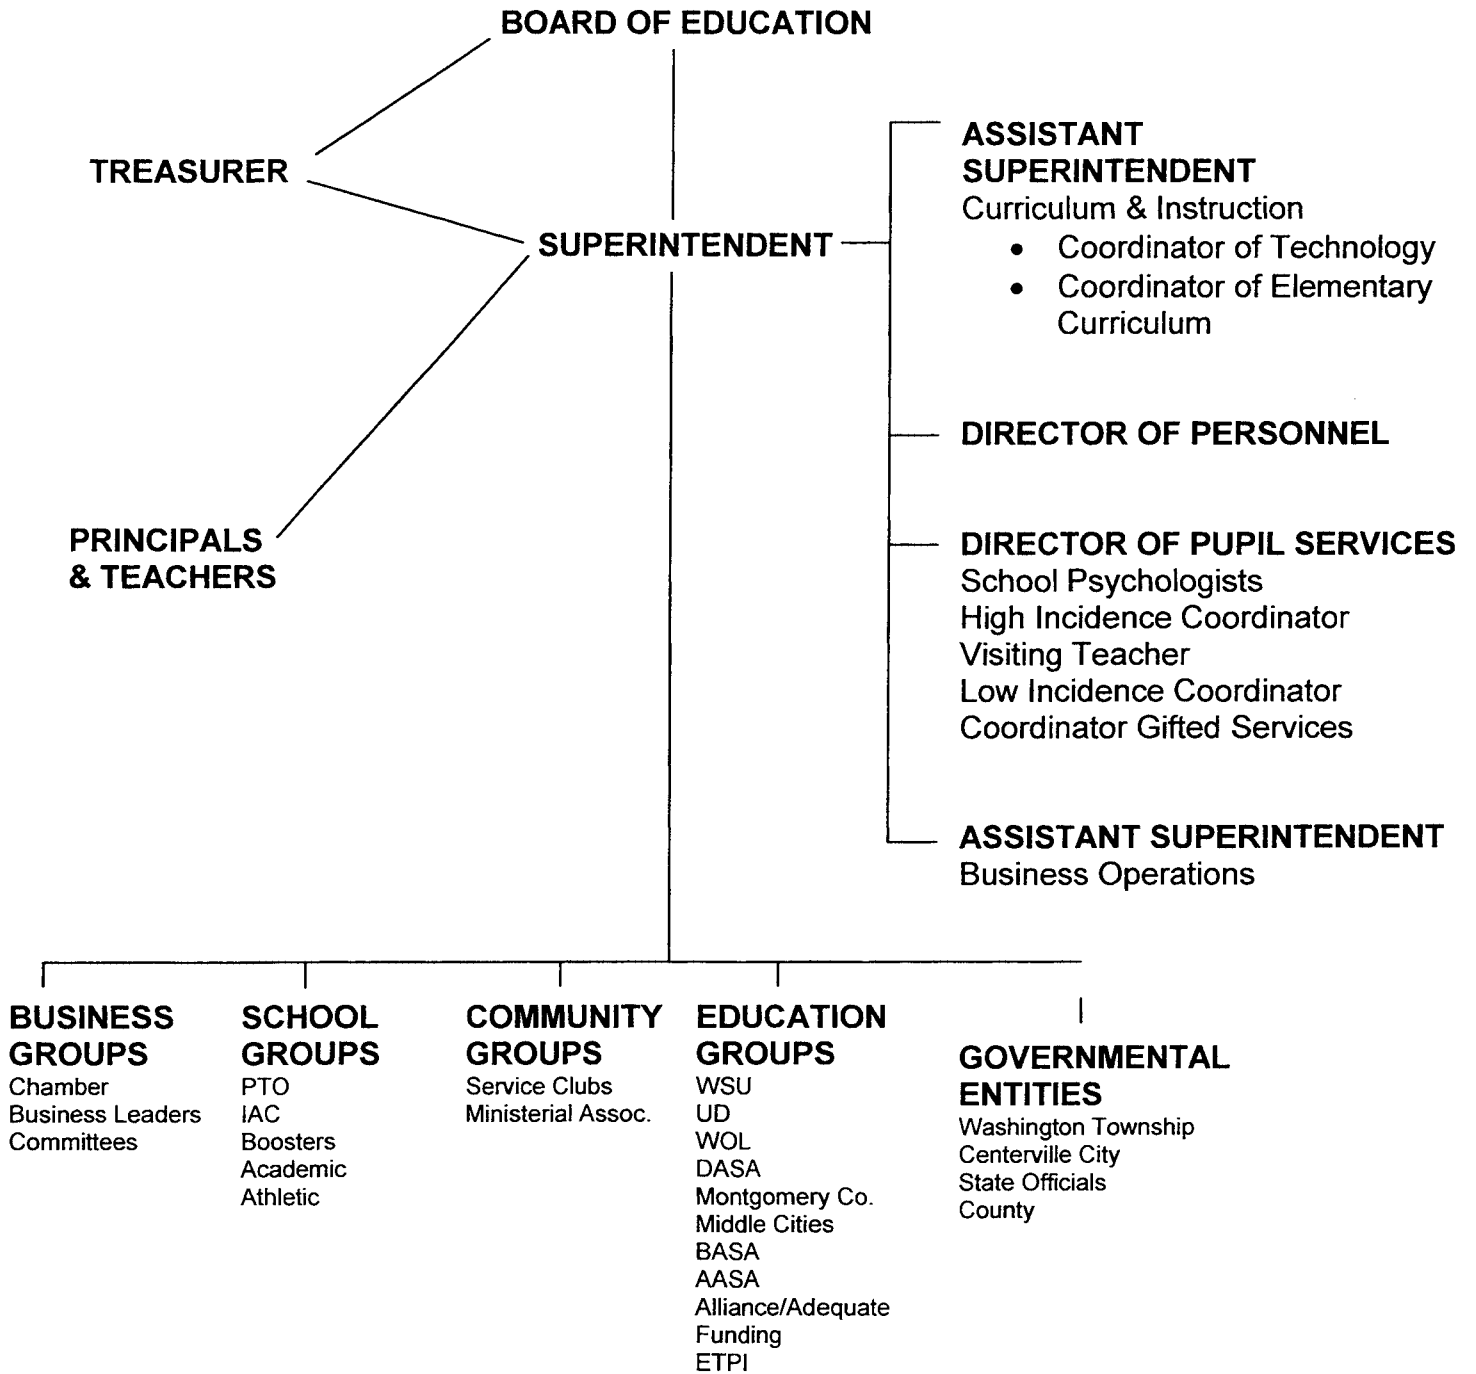 BOARD OF EDUCATION
TREASURER
SUPERINTENDENT
ASSISTANT
SUPERINTENDENT
Curriculum & Instruction
• Coordinator of Technology
• Coordinator of Elementary
Curriculum
DIRECTOR OF PERSONNEL
PRINCIPALS
& TEACHERS
DIRECTOR OF PUPIL SERVICES
School Psychologists
High Incidence Coordinator
Visiting Teacher
Low Incidence Coordinator
Coordinator Gifted Services
ASSISTANT SUPERINTENDENT
Business Operations
BUSINESS
GROUPS
Chamber
Business Leaders
Committees
SCHOOL
GROUPS
PTO
IAC
Boosters
Academic
Athletic
COMMUNITY
GROUPS
Service Clubs
Ministerial Assoc.
EDUCATION
GROUPS
WSU
UD
WOL
DASA
Montgomery Co.
Middle Cities
BASA
AASA
Alliance/Adequate
Funding
ETPI
GOVERNMENTAL
ENTITIES
Washington Township
Centerville City
State Officials
County